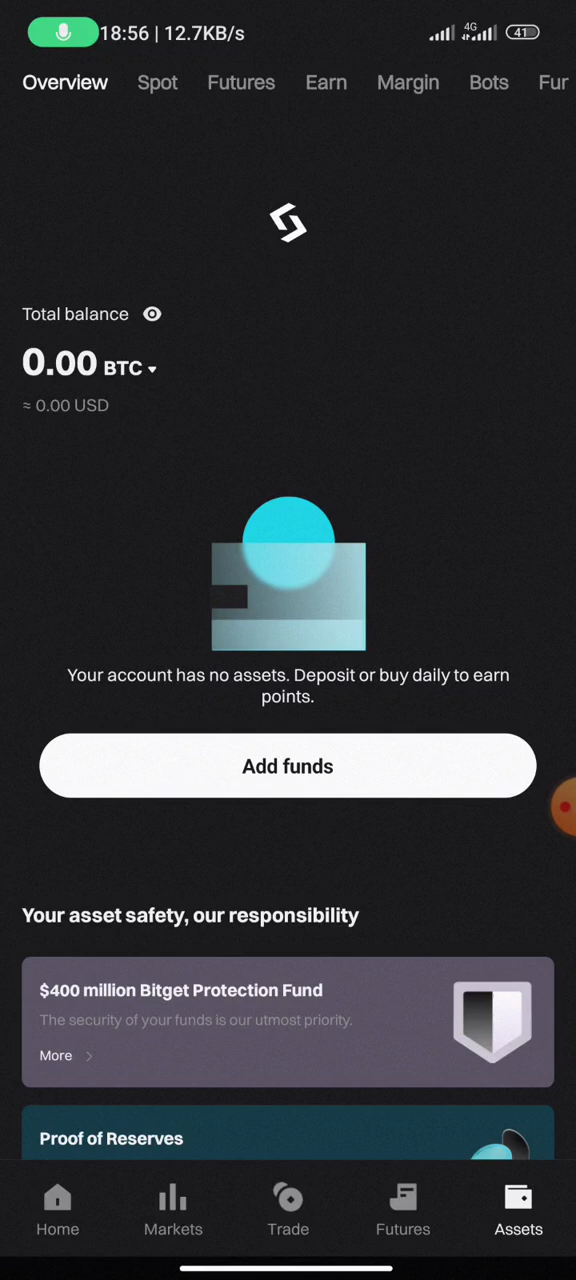 18:56 | 12.7KB/s 4G 41
Overview Spot Futures Earn Margin Bots Fur
Total balance
0.00 BTC
≈ 0.00 USD
Your account has no assets. Deposit or buy daily to earn
points.
Add funds
Your asset safety, our responsibility
$400 million Bitget Protection Fund
The security of your funds is our utmost priority.
More
Proof of Reserves
Home Markets Trade Futures Assets